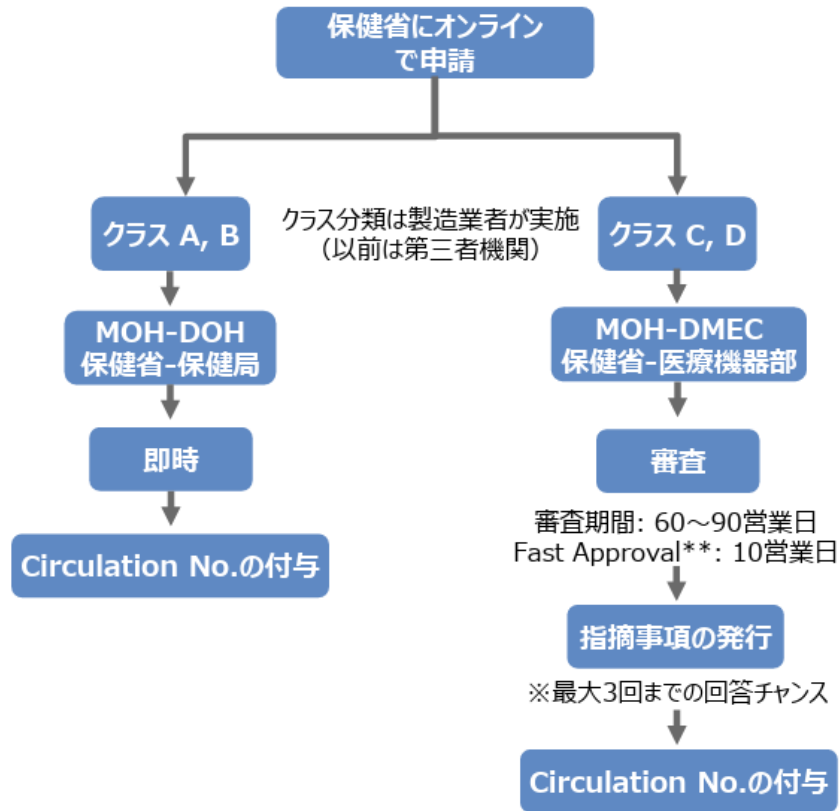 保健省にオンライン
で申請
クラス A, B
クラス分類は製造業者が実施
（以前は第三者機関）
クラス C, D
MOH-DOH
保健省-保健局
MOH-DMEC
保健省-医療機器部
即時
審査
審査期間: 60～90営業日
Fast Approval**: 10営業日
Circulation No.の付与
指摘事項の発行
※最大3回までの回答チャンス
Circulation No.の付与